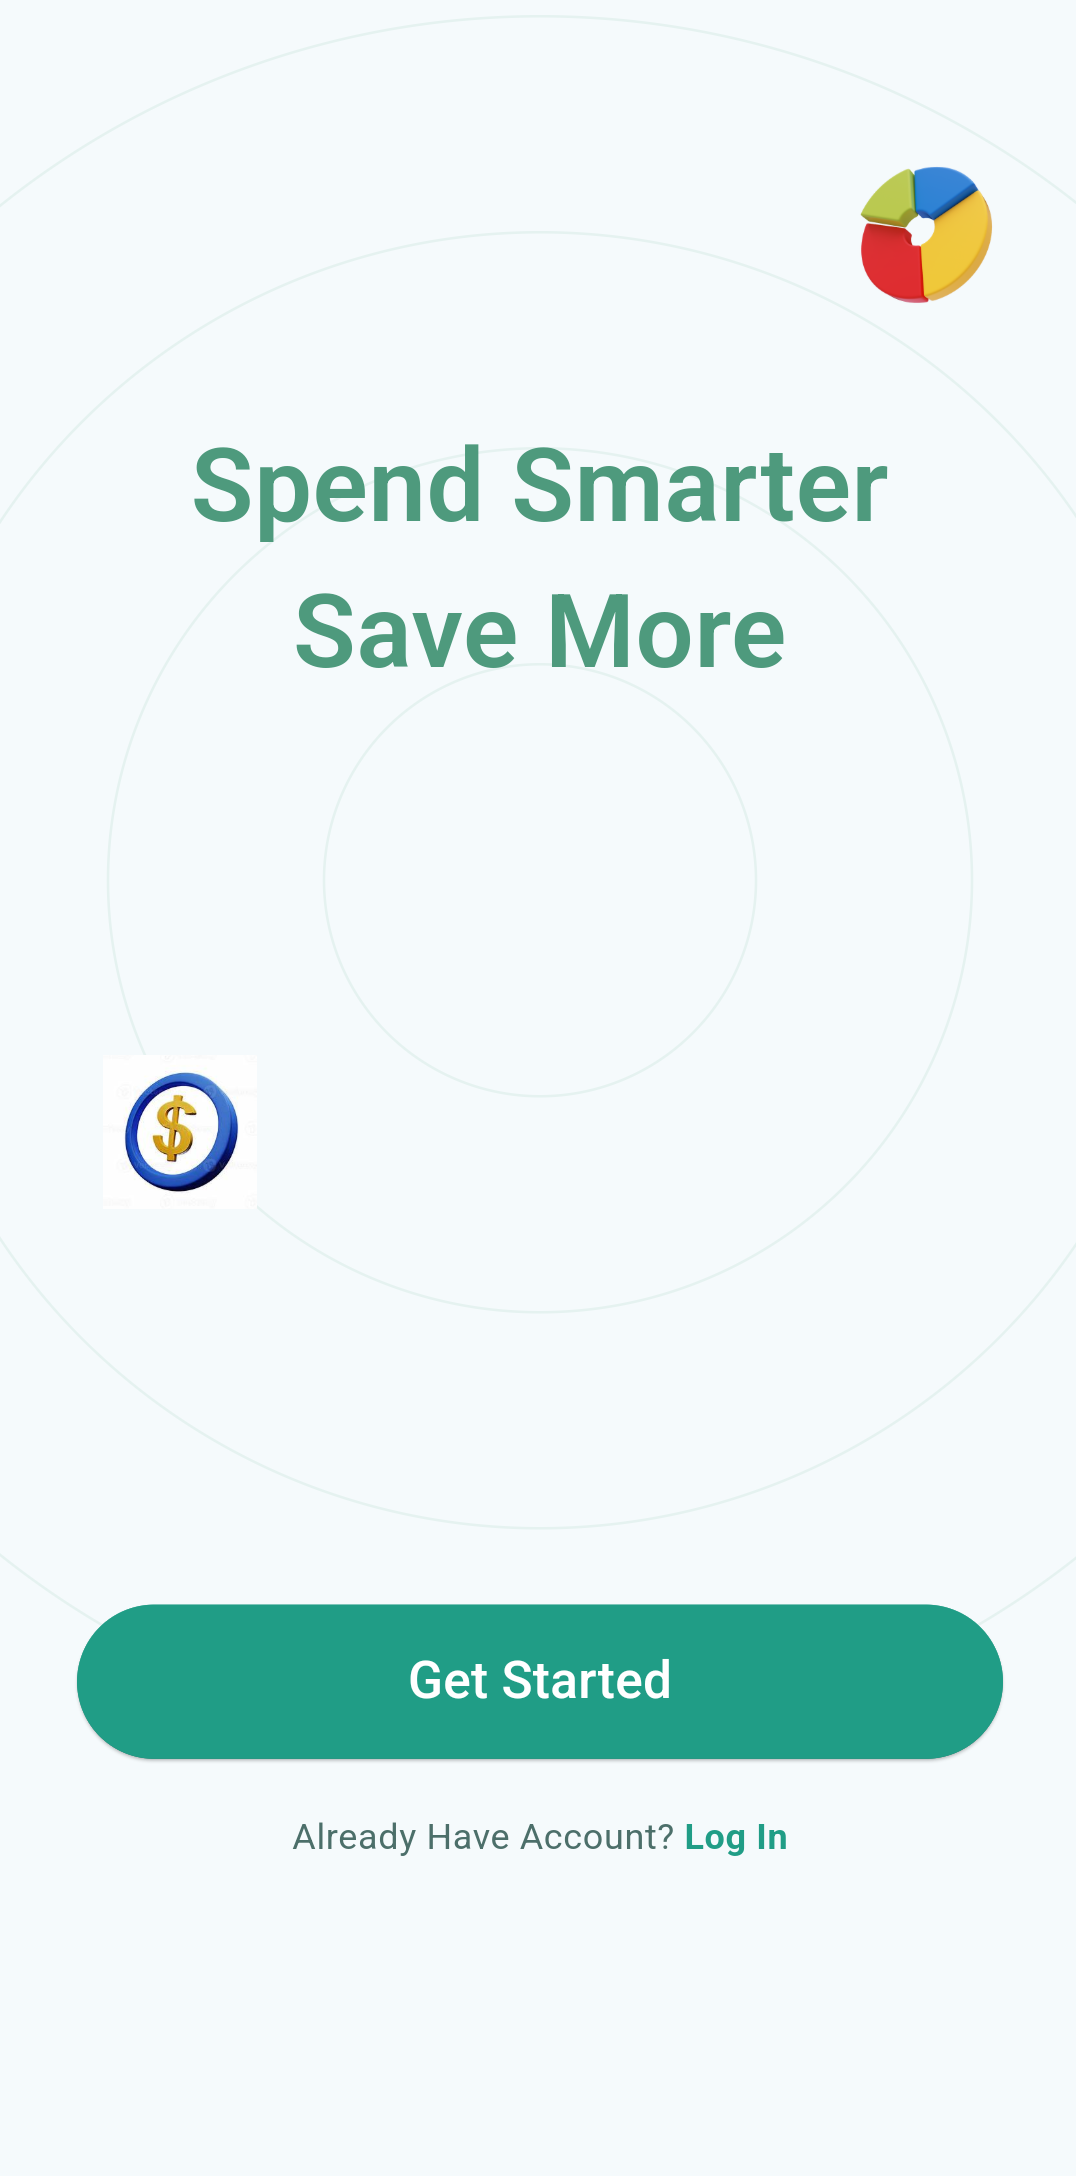 Spend Smarter
Save More
$
Get Started
Already Have Account? Log In